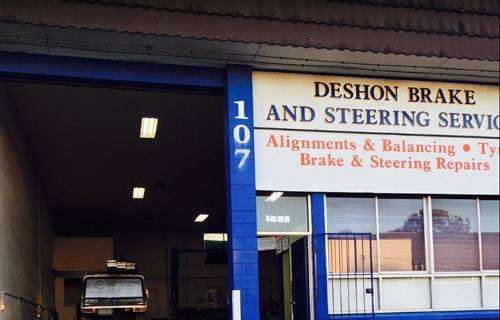 107
DESHON BRAKE
AND STEERING SERVIC
Alignments & Balancing • Ty
Brake & Steering Repairs